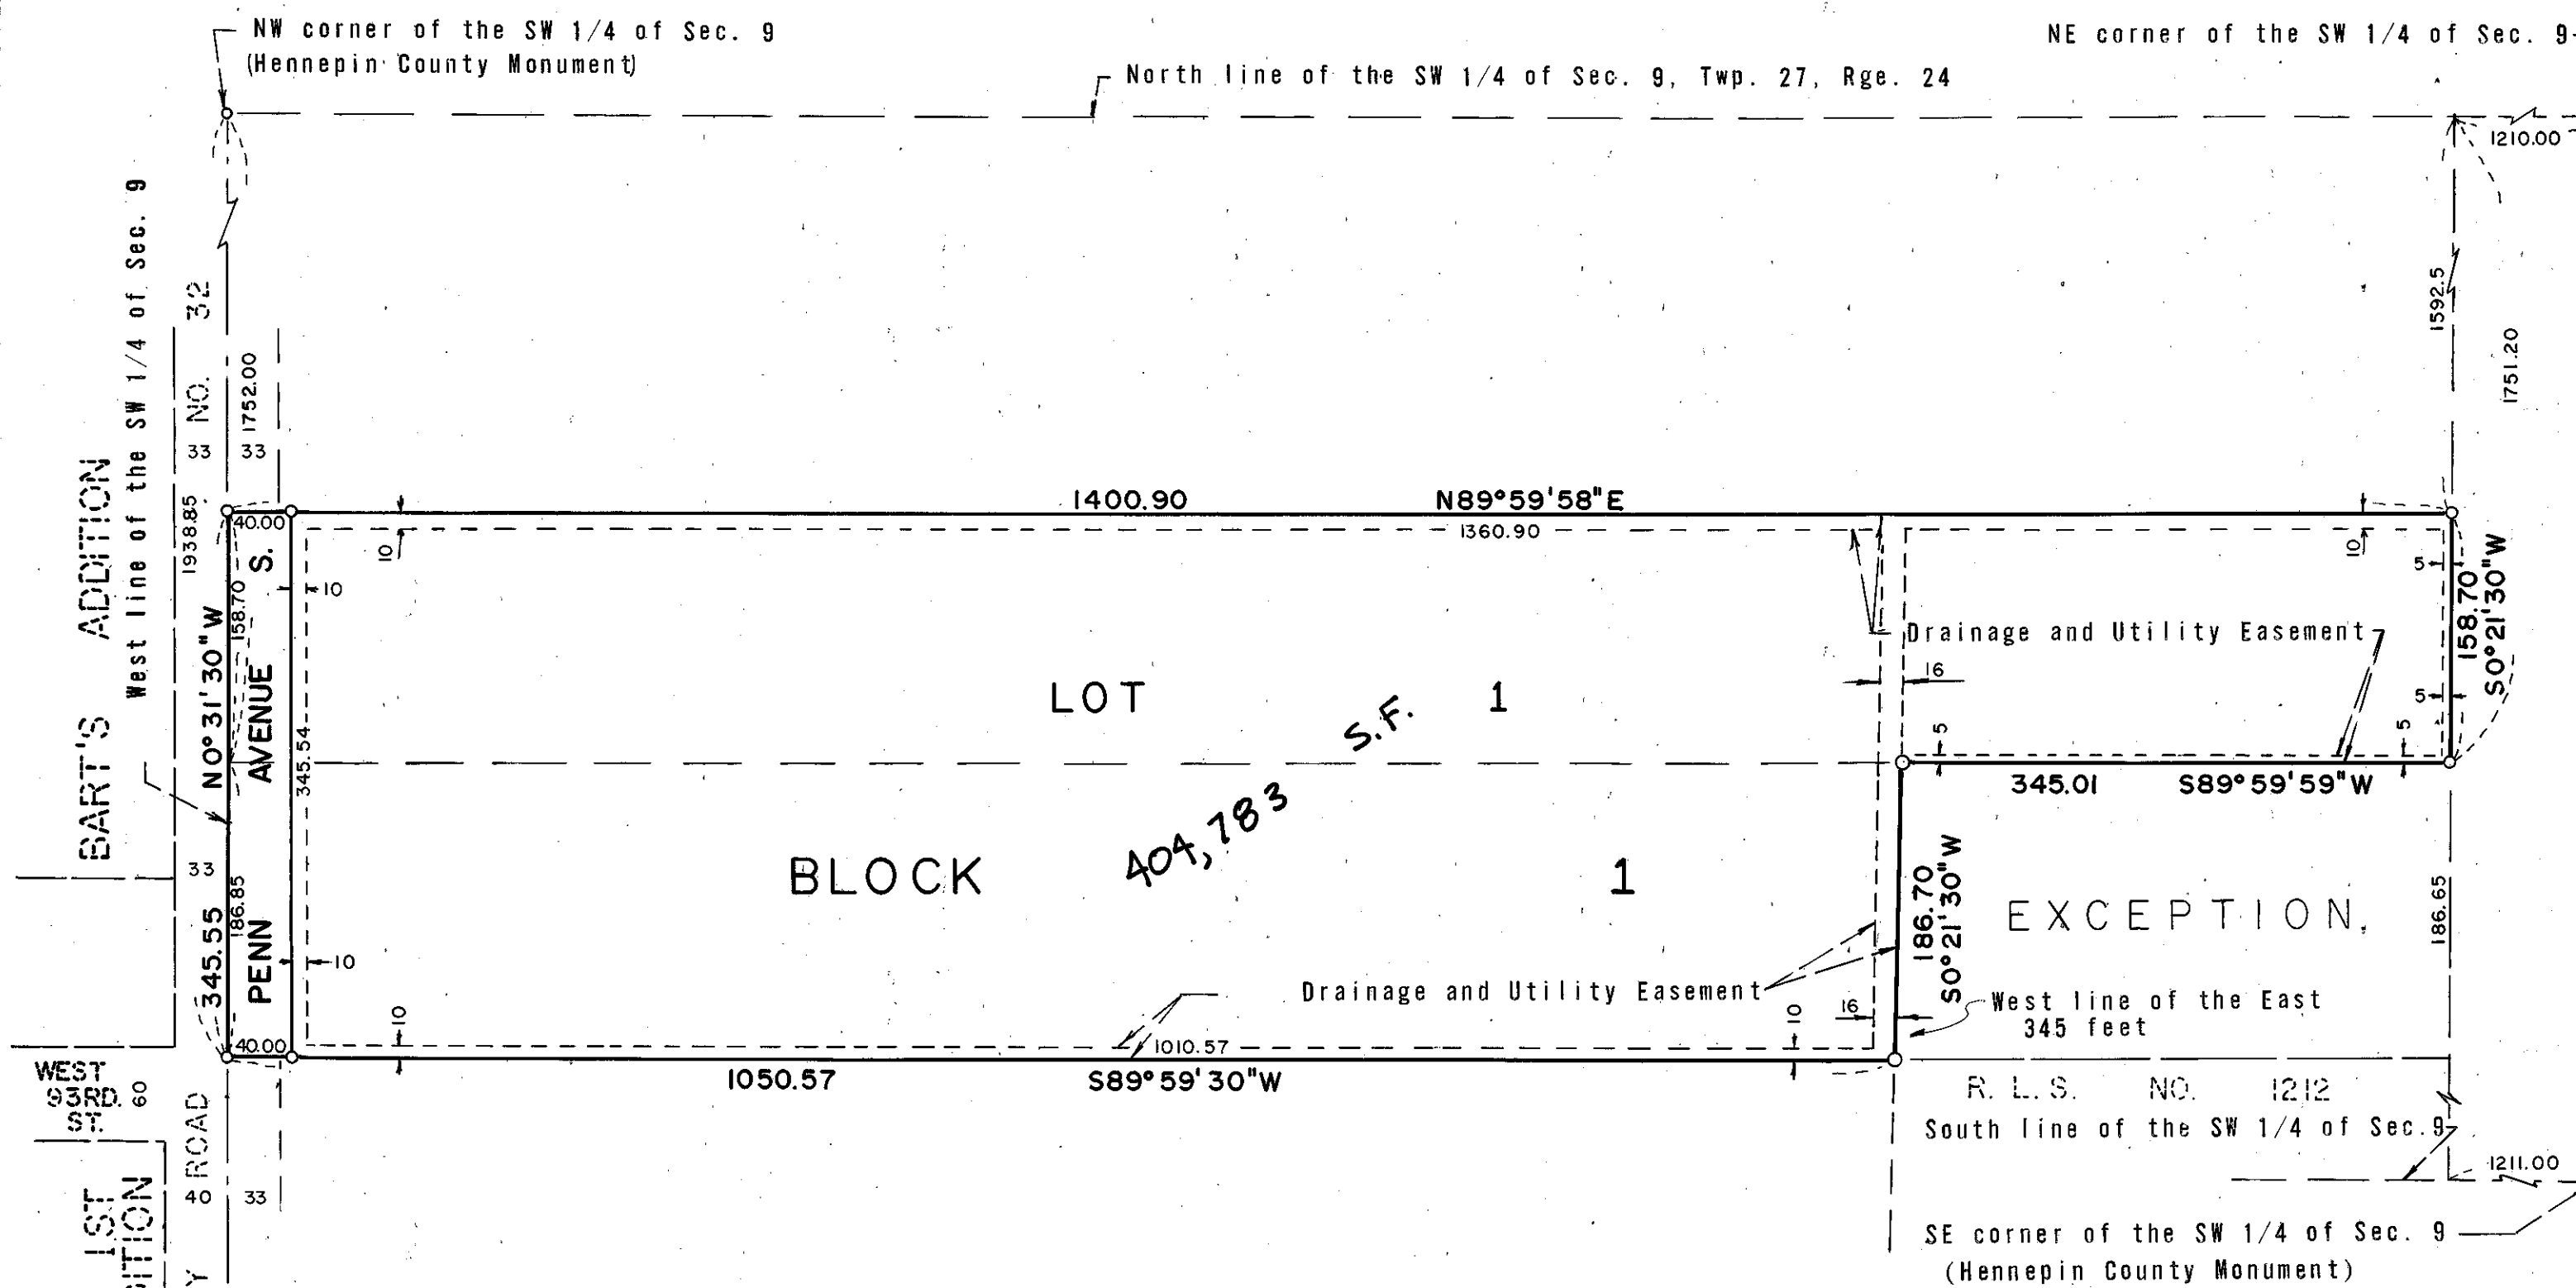 NW corner of the SW 1/4 of Sec. 9
(Hennepin County Monument)
NE corner of the SW 1/4 of Sec. 9
North line of the SW 1/4 of Sec. 9, Twp. 27, Rge. 24
1210.00
West line of the SW 1/4 of Sec. 9
BART'S ADDITION
NO. 32
1752.00
33
33
1938.85
1592.5
1751.20
1400.90
N89°59'58"E
1360.90
40.00
10
10
10
5
158.70
S0°21'30"W
N0°31'30"W
158.70
PENN AVENUE S.
345.54
Drainage and Utility Easement
16
5
5
5
LOT 1
S.F.
404,783
345.01
S89°59'59"W
BLOCK 1
33
345.55
186.85
10
186.70
S0°21'30"W
EXCEPTION
186.65
Drainage and Utility Easement
West line of the East
345 feet
10
10
16
40.00
1010.57
1050.57
S89°59'30"W
WEST
93RD.
ST.
60
ROAD
R. L. S. NO. 1212
South line of the SW 1/4 of Sec. 9
1211.00
40
33
1ST
SE corner of the SW 1/4 of Sec. 9
(Hennepin County Monument)